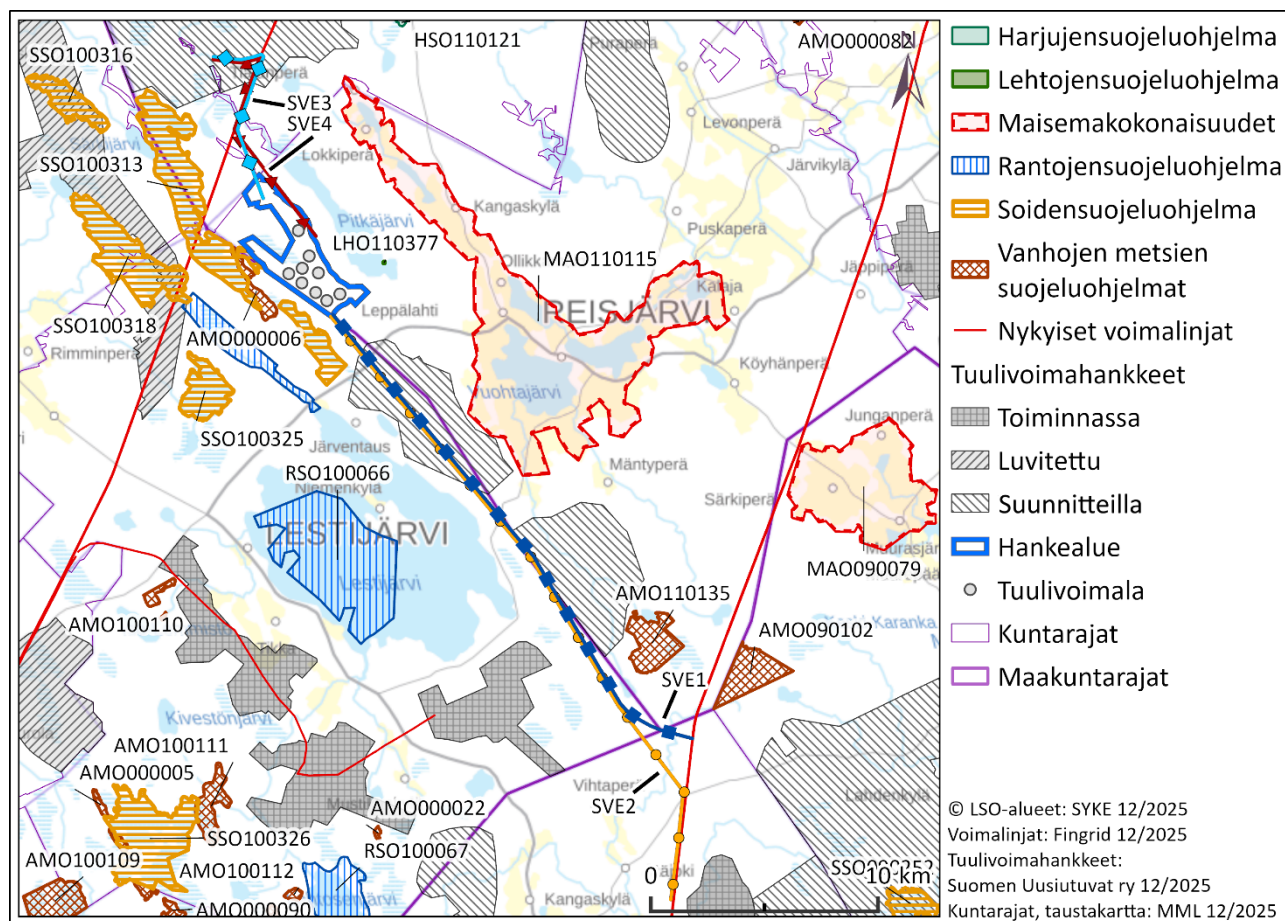 HSO110121
AMO000082
SSO100316
Puraperä
N
SVE3
SVE4
Levonperä
Lokkiperä
Järvikylä
SSO100313
Kangaskylä
Pitkäjärvi
Puskaperä
LHO110377
MAO110115
Jäppiperä
Kataja
REISJÄRVI
Leppälahti
SSO100318
AMO000006
Rimminperä
Köyhänperä
Vuohtajärvi
SSO100325
Järventaus
Junganperä
RSO100066
Niemenkylä
Mäntyperä
Särkiperä
LESTIJÄRVI
MAO090079
Lestijärvi
AMO110135
AMO090102
AMO100110
SVE1
Kivestönjärvi
AMO100111
AMO000005
Vihtaperä
SVE2
AMO000022
SSO100326
RSO100067
AMO100109
AMO100112
AMO000090
Kangaskylä
0
10 km
Harjujensuojeluohjelma
Lehtojensuojeluohjelma
Maisemakokonaisuudet
Rantojensuojeluohjelma
Soidensuojeluohjelma
Vanhojen metsien
suojeluohjelmat
Nykyiset voimalinjat
Tuulivoimahankkeet
Toiminnassa
Luvitettu
Suunnitteilla
Hankealue
Tuulivoimala
Kuntarajat
Maakuntarajat
© LSO-alueet: SYKE 12/2025
Voimalinjat: Fingrid 12/2025
Tuulivoimahankkeet:
Suomen Uusiutuvat ry 12/2025
Kuntarajat, taustakartta: MML 12/2025